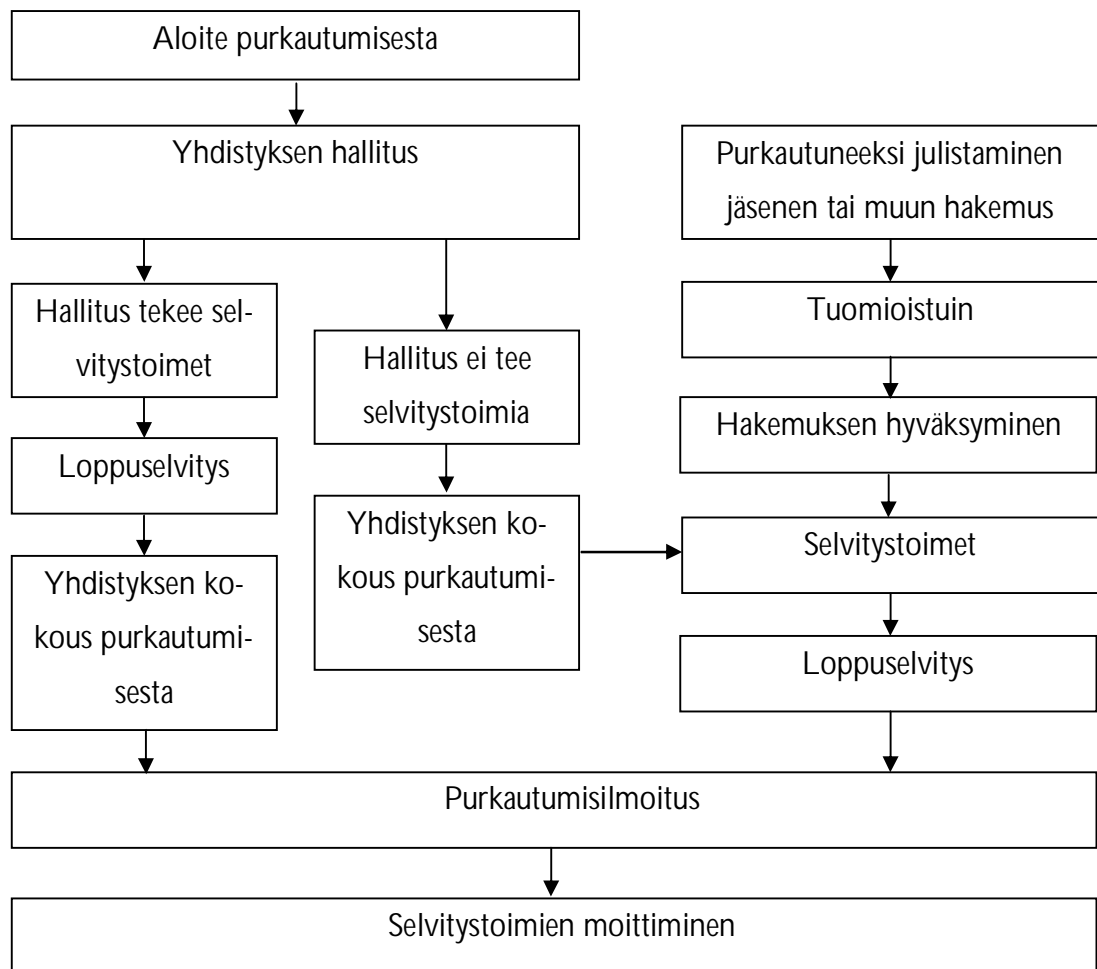 Aloite purkautumisesta
Yhdistyksen hallitus
Purkautuneeksi julistaminen
jäsenen tai muun hakemus
Hallitus tekee sel-
vitystoimet
Hallitus ei tee
selvitystoimia
Tuomioistuin
Hakemuksen hyväksyminen
Loppuselvitys
Yhdistyksen ko-
kous purkautumi-
sesta
Yhdistyksen ko-
kous purkautumi-
sesta
Selvitystoimet
Loppuselvitys
Purkautumisilmoitus
Selvitystoimien moittiminen